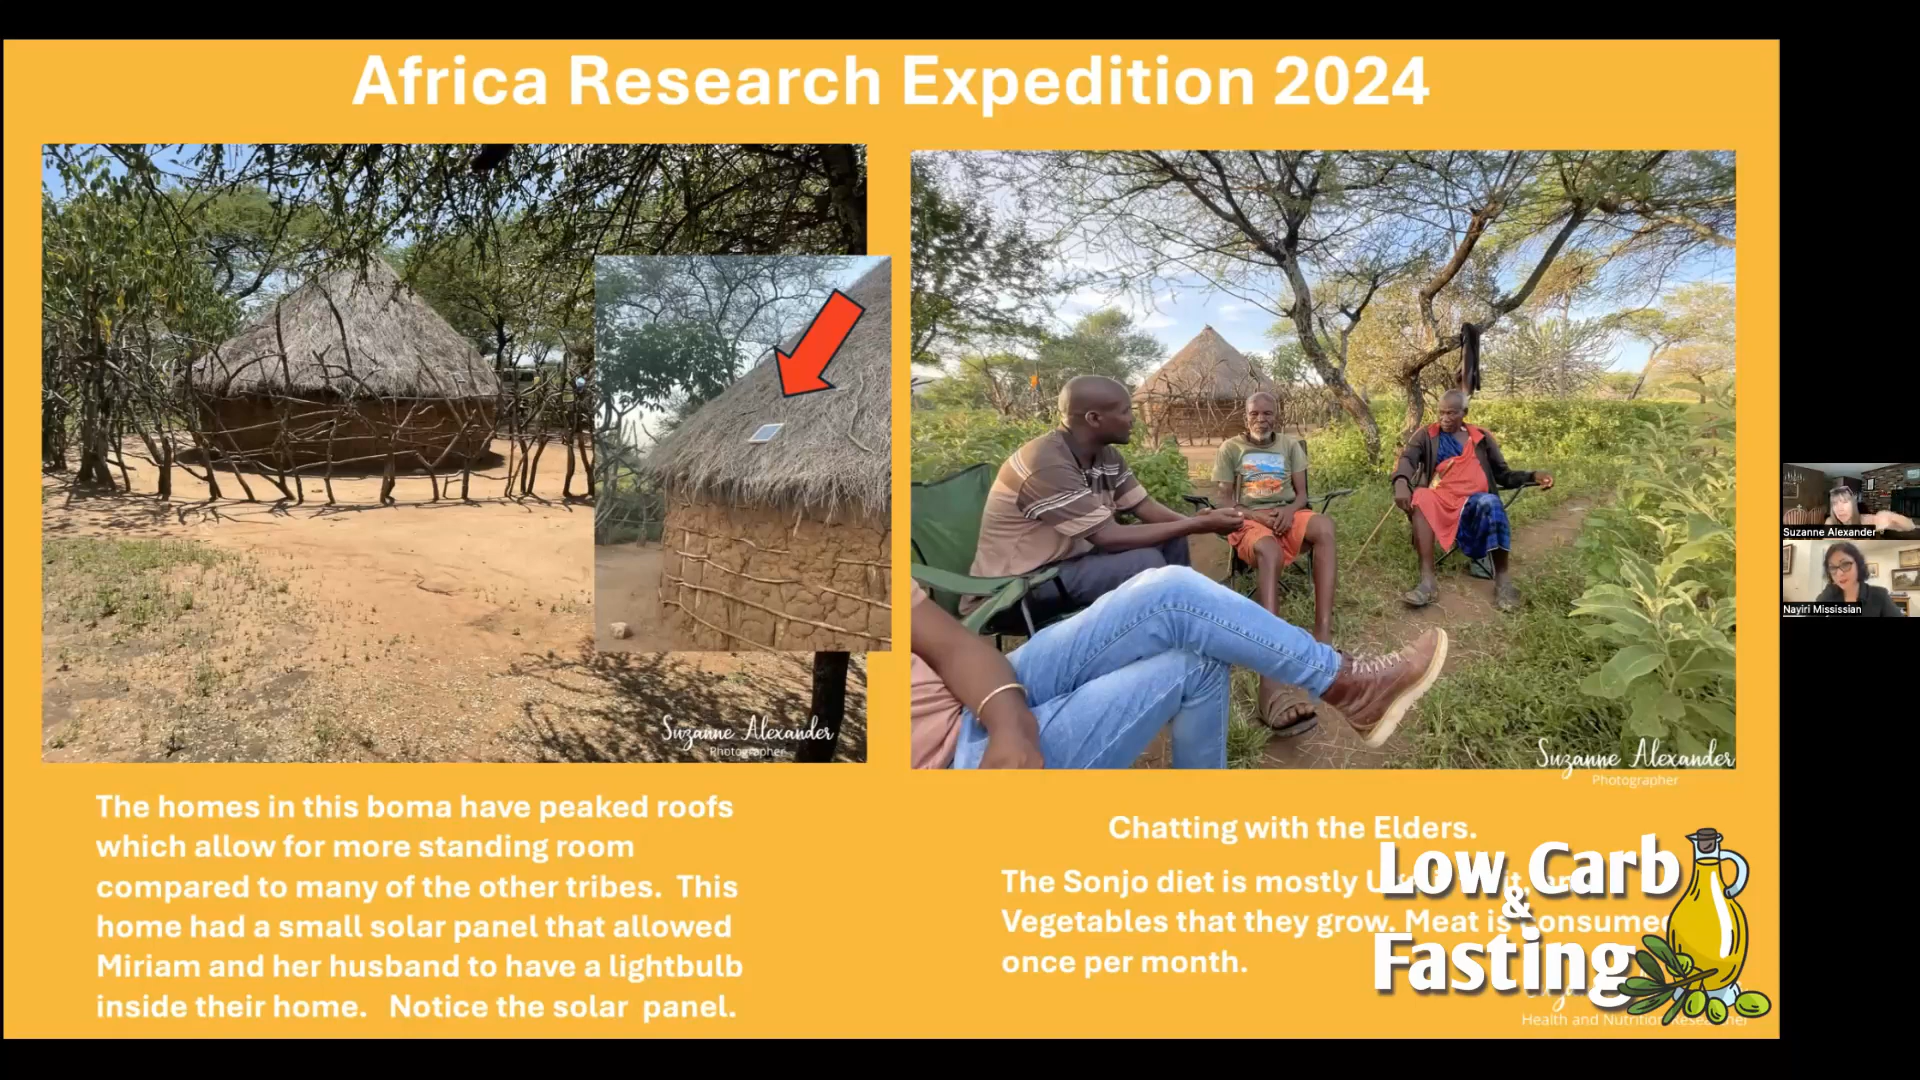 Africa Research Expedition 2024
Suzanne Alexander
Photographer
Suzanne Alexander
Photographer
The homes in this boma have peaked roofs
which allow for more standing room
compared to many of the other tribes. This
home had a small solar panel that allowed
Miriam and her husband to have a lightbulb
inside their home. Notice the solar panel.
Chatting with the Elders.
The Sonjo diet is mostly
Vegetables that they grow. Meat is consumed
once per month.
Low Carb
&
Fasting
Health and Nutrition Researcher
Suzanne Alexander
Nayiri Mississian